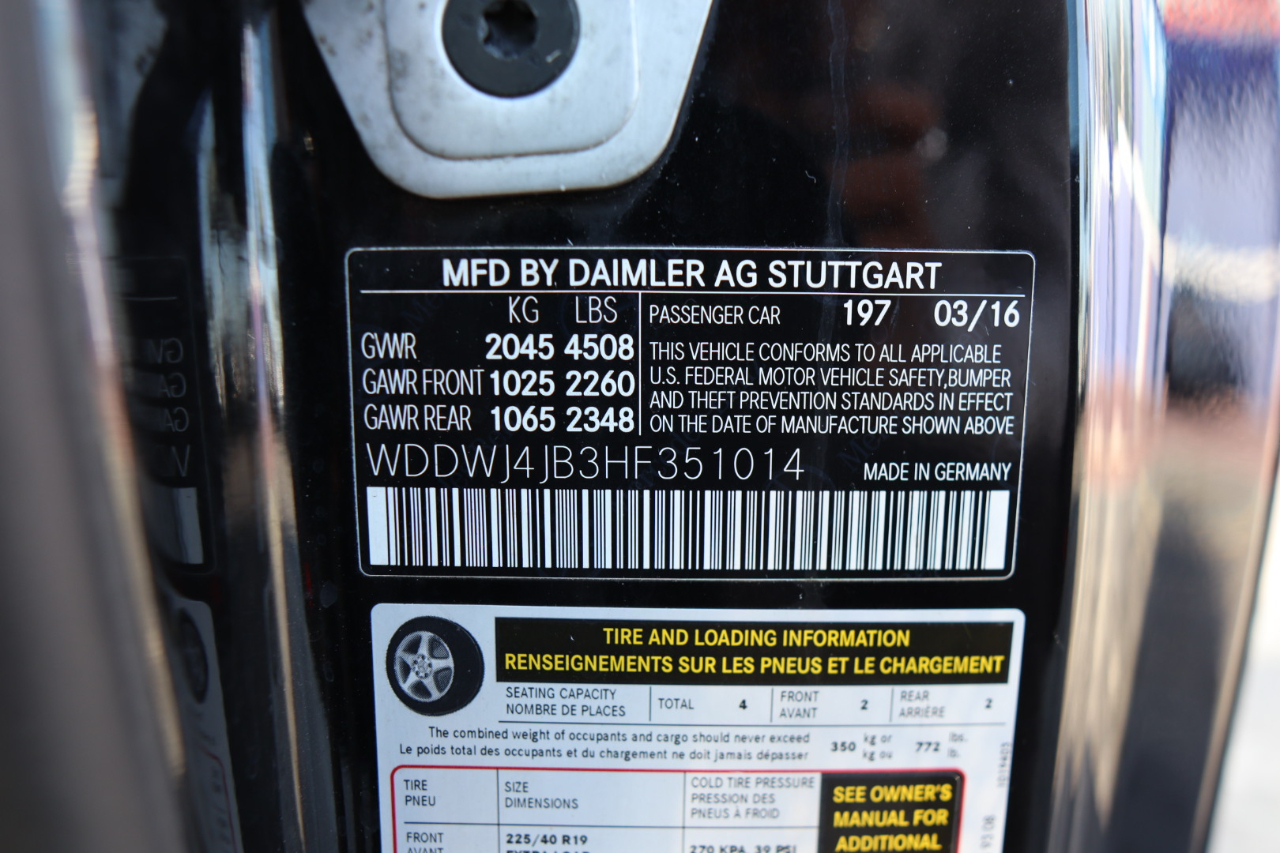 MFD BY DAIMLER AG STUTTGART
KG LBS
GVWR 2045 4508
GAWR FRONT 1025 2260
GAWR REAR 1065 2348
PASSENGER CAR 197 03/16
THIS VEHICLE CONFORMS TO ALL APPLICABLE
U.S. FEDERAL MOTOR VEHICLE SAFETY, BUMPER
AND THEFT PREVENTION STANDARDS IN EFFECT
ON THE DATE OF MANUFACTURE SHOWN ABOVE
WDDWJ4JB3HF351014 MADE IN GERMANY
TIRE AND LOADING INFORMATION
RENSEIGNEMENTS SUR LES PNEUS ET LE CHARGEMENT
SEATING CAPACITY
NOMBRE DE PLACES
TOTAL 4
FRONT
AVANT
2
REAR
ARRIÈRE
2
The combined weight of occupants and cargo should never exceed
Le poids total des occupants et du chargement ne doit jamais dépasser
350 kg or
kg ou
772 lbs.
lb.
TIRE
PNEU
SIZE
DIMENSIONS
COLD TIRE PRESSURE
PRESSION DES
PNEUS À FROID
SEE OWNER'S
MANUAL FOR
ADDITIONAL
FRONT
AVANT
225/40 R19
270 KPA, 39 PSI